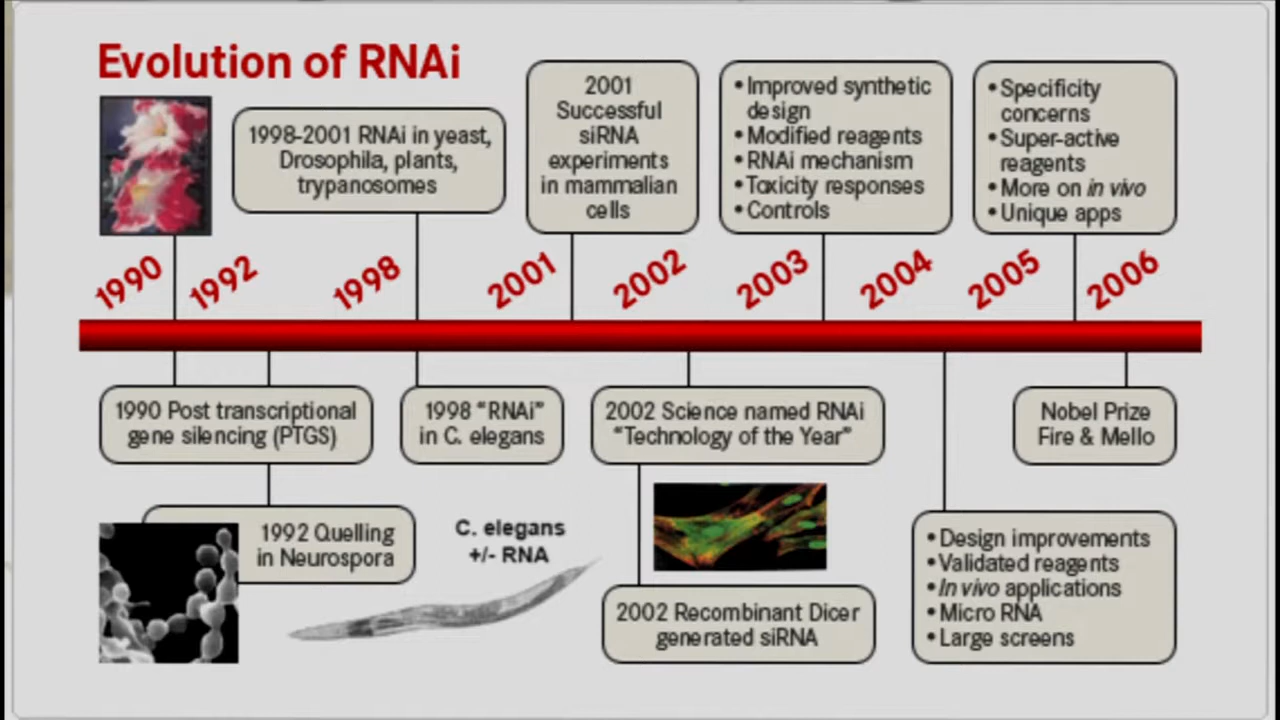 Evolution of RNAi
1998-2001 RNAi in yeast,
Drosophila, plants,
trypanosomes
2001
Successful
siRNA
experiments
in mammalian
cells
• Improved synthetic
design
• Modified reagents
• RNAi mechanism
• Toxicity responses
• Controls
• Specificity
concerns
• Super-active
reagents
• More on in vivo
• Unique apps
1990
1992
1998
2001
2002
2003
2004
2005
2006
1990 Post transcriptional
gene silencing (PTGS)
1998 “RNAi”
in C. elegans
2002 Science named RNAi
“Technology of the Year”
Nobel Prize
Fire & Mello
1992 Quelling
in Neurospora
C. elegans
+/- RNA
2002 Recombinant Dicer
generated siRNA
• Design improvements
• Validated reagents
• In vivo applications
• Micro RNA
• Large screens